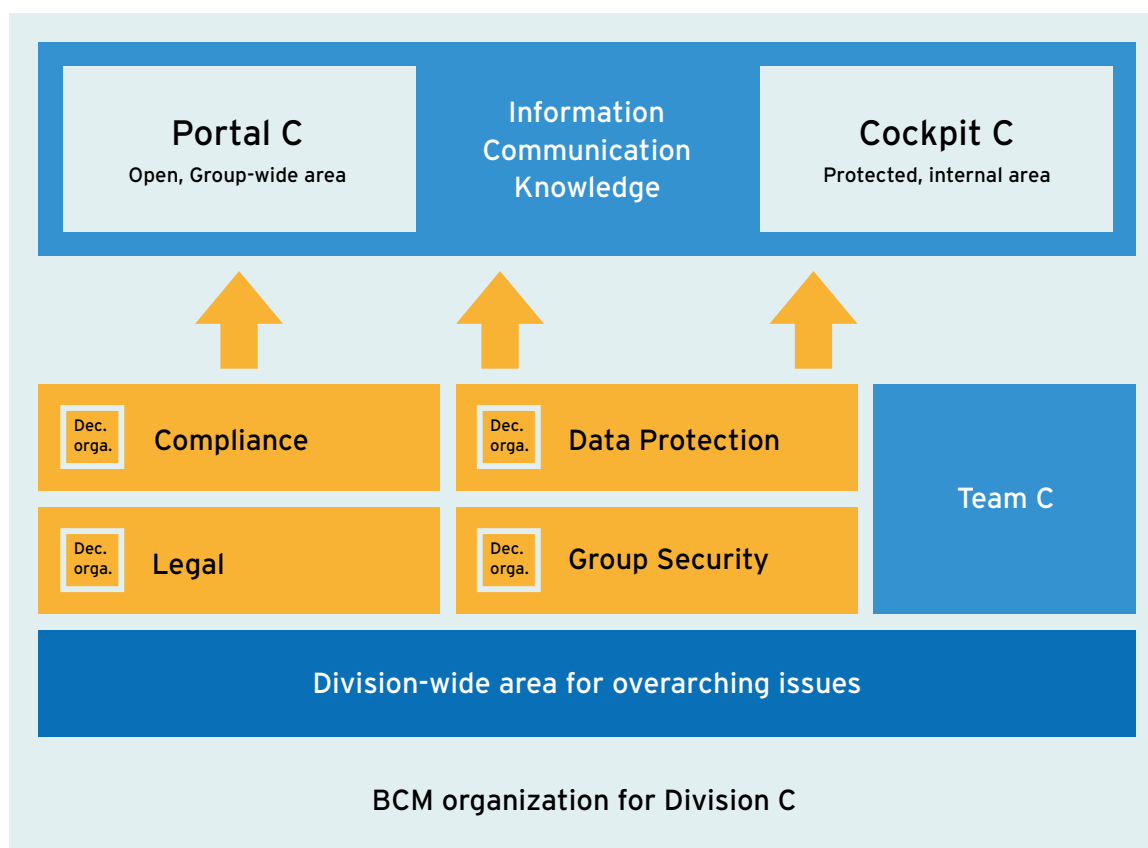 Portal C
Open, Group-wide area
Information
Communication
Knowledge
Cockpit C
Protected, internal area
Dec.
orga.
Compliance
Dec.
orga.
Data Protection
Team C
Dec.
orga.
Legal
Dec.
orga.
Group Security
Division-wide area for overarching issues
BCM organization for Division C